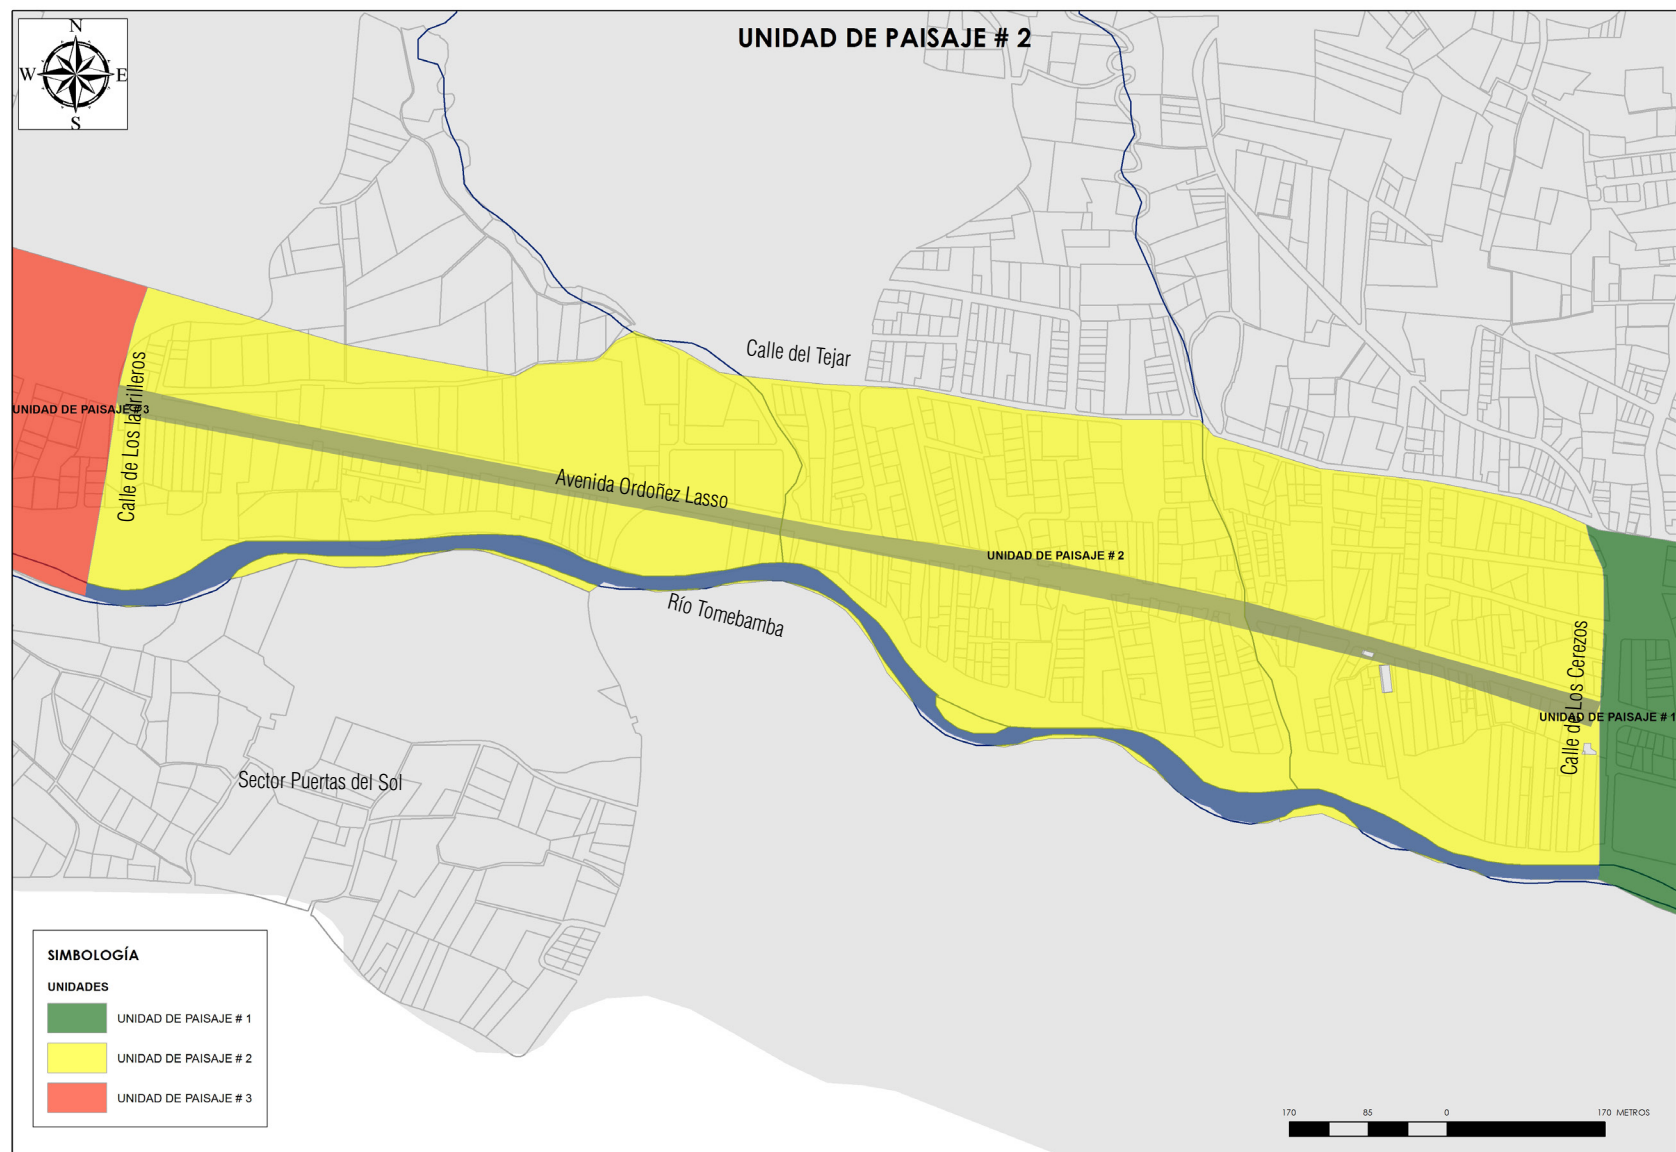 UNIDAD DE PAISAJE # 2
N
W
E
S
Calle del Tejar
Calle de Los ladrilleros
UNIDAD DE PAISAJE # 3
Avenida Ordoñez Lasso
UNIDAD DE PAISAJE # 2
Río Tomebamba
Calle de Los Cerezos
UNIDAD DE PAISAJE # 1
Sector Puertas del Sol
SIMBOLOGÍA
UNIDADES
UNIDAD DE PAISAJE # 1
UNIDAD DE PAISAJE # 2
UNIDAD DE PAISAJE # 3
170 85 0 170 METROS